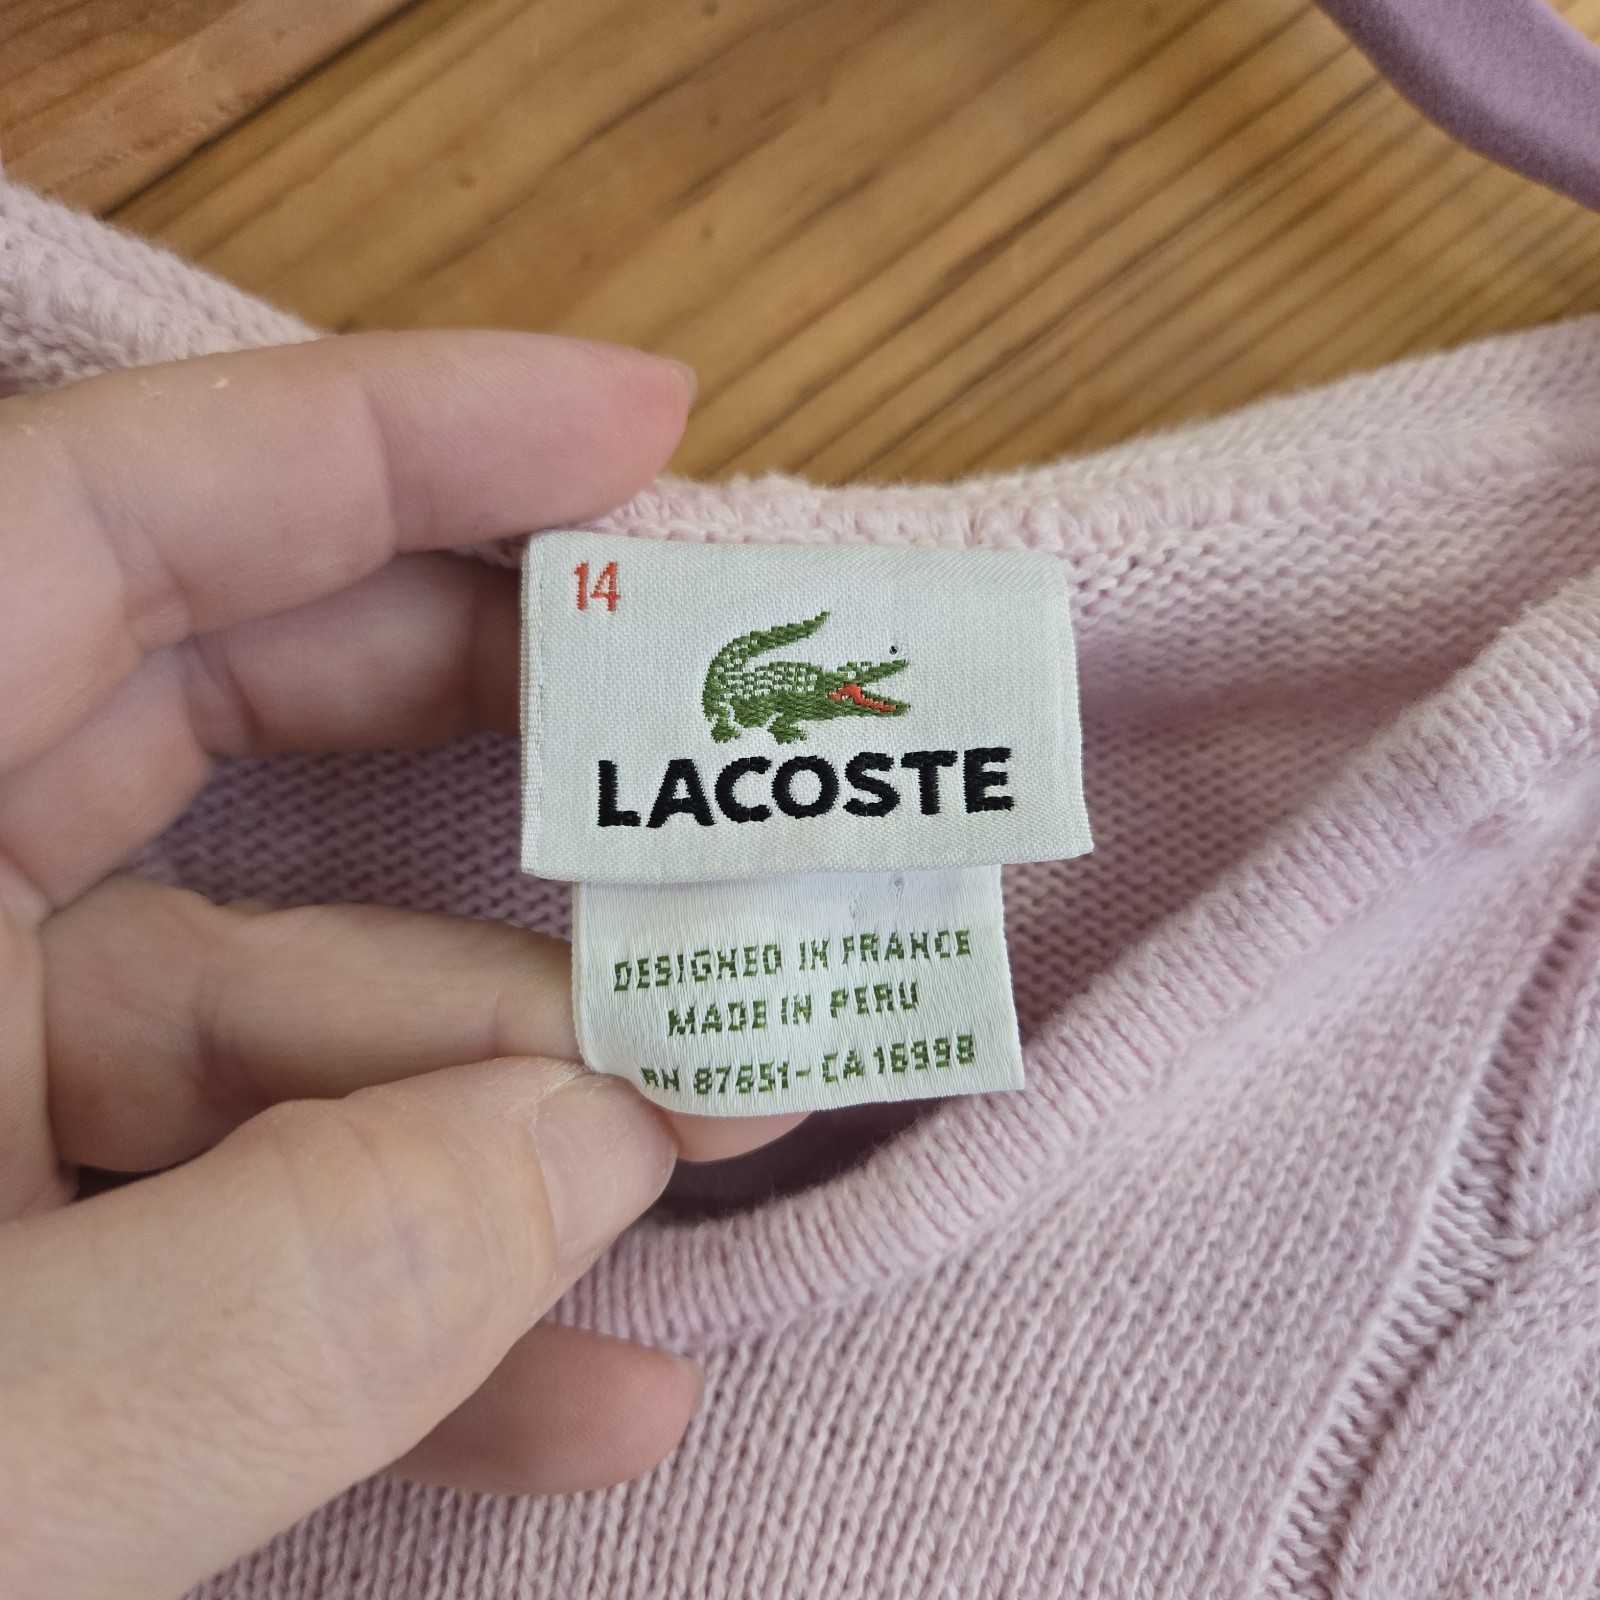 14
LACOSTE
DESIGNED IN FRANCE
MADE IN PERU
RN 87651-CA 16998